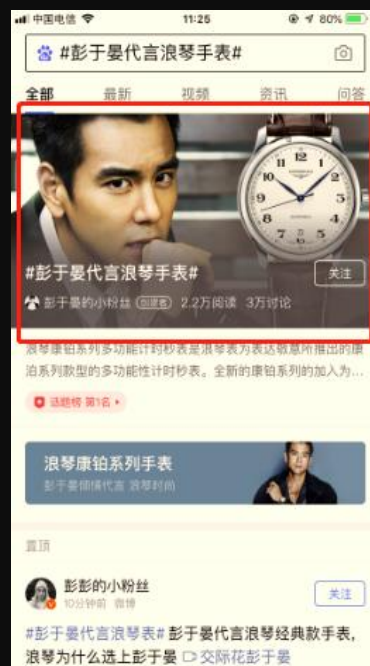 中国电信 11:25 80%
#彭于晏代言浪琴手表#
全部 最新 视频 资讯 问答
#彭于晏代言浪琴手表# 关注
彭于晏的小粉丝 创建者 2.2万阅读 3万讨论
浪琴康铂系列多功能计时秒表是浪琴表为表达敬意所推出的康
泊系列款型的多功能性计时秒表。全新的康铂系列的加入为...
话题榜 第1名
浪琴康铂系列手表
彭于晏倾情代言 浪琴时尚
置顶
彭彭的小粉丝 关注
10分钟前 微博
#彭于晏代言浪琴表# 彭于晏代言浪琴经典款手表,
浪琴为什么选上彭于晏 交际花彭于晏